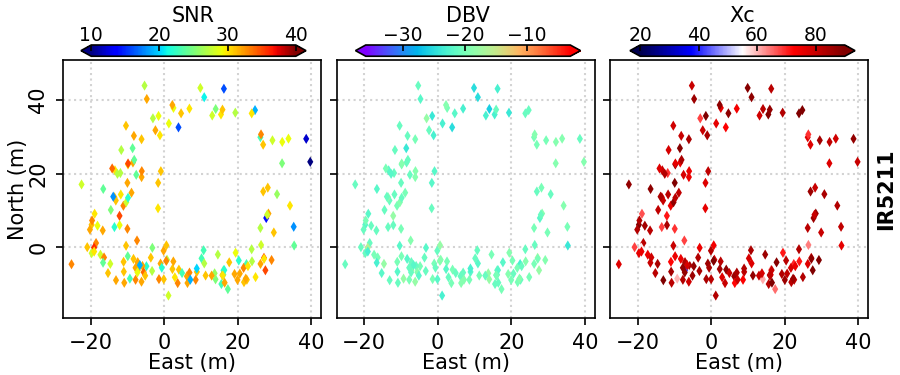 SNR DBV Xc
10 20 30 40 −30 −20 −10 20 40 60 80
40
20
0
North (m)
IR5211
−20 0 20 40 −20 0 20 40 −20 0 20 40
East (m) East (m) East (m)